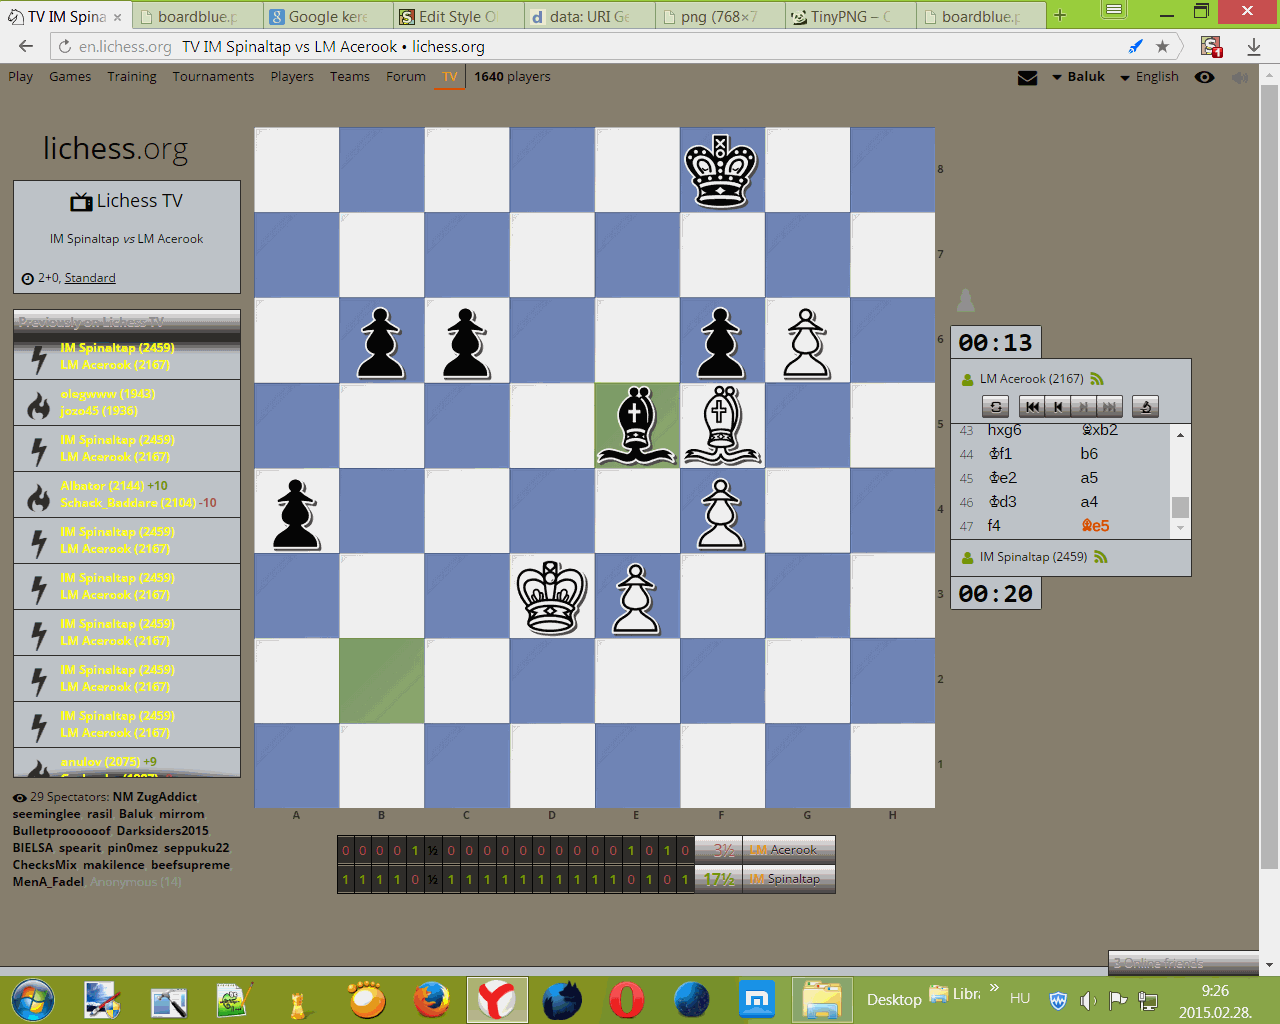 TV IM Spina
boardblue.p
Google kere
Edit Style O
data: URI Ge
png (768×7
TinyPNG – C
boardblue.p
en.lichess.org TV IM Spinaltap vs LM Acerook • lichess.org
1
Play Games Training Tournaments Players Teams Forum TV 1640 players
Baluk English
lichess.org
Lichess TV
IM Spinaltap vs LM Acerook
2+0, Standard
Previously on Lichess TV
IM Spinaltap (2459)
LM Acerook (2167)
olegwww (1943)
jozo45 (1936)
IM Spinaltap (2459)
LM Acerook (2167)
Albator (2144) +10
Schack_Baddare (2104) -10
IM Spinaltap (2459)
LM Acerook (2167)
IM Spinaltap (2459)
LM Acerook (2167)
IM Spinaltap (2459)
LM Acerook (2167)
IM Spinaltap (2459)
LM Acerook (2167)
IM Spinaltap (2459)
LM Acerook (2167)
anulov (2075) +9
29 Spectators: NM ZugAddict,
seeminglee, rasil, Baluk, mirrom,
Bulletproooooof, Darksiders2015,
BIELSA, spearit, pin0mez, seppuku22,
ChecksMix, makilence, beefsupreme,
MenA_Fadel, Anonymous (14)
8
7
6
5
4
3
2
1
A B C D E F G H
00:13
LM Acerook (2167)
43 hxg6 ♗xb2
44 ♔f1 b6
45 ♔e2 a5
46 ♔d3 a4
47 f4 ♗e5
IM Spinaltap (2459)
00:20
0 0 0 0 1 ½ 0 0 0 0 0 0 0 0 0 0 1 0 1 0 3½ LM Acerook
1 1 1 1 0 ½ 1 1 1 1 1 1 1 1 1 1 0 1 0 1 17½ IM Spinaltap
3 Online friends
Desktop
Libra
»
HU
9:26
2015.02.28.